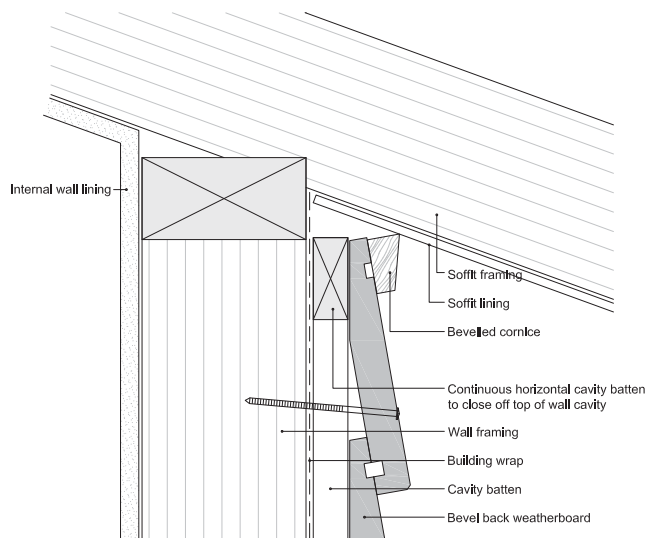 Internal wall lining
Soffit framing
Soffit lining
Bevelled cornice
Continuous horizontal cavity batten
to close off top of wall cavity
Wall framing
Building wrap
Cavity batten
Bevel back weatherboard